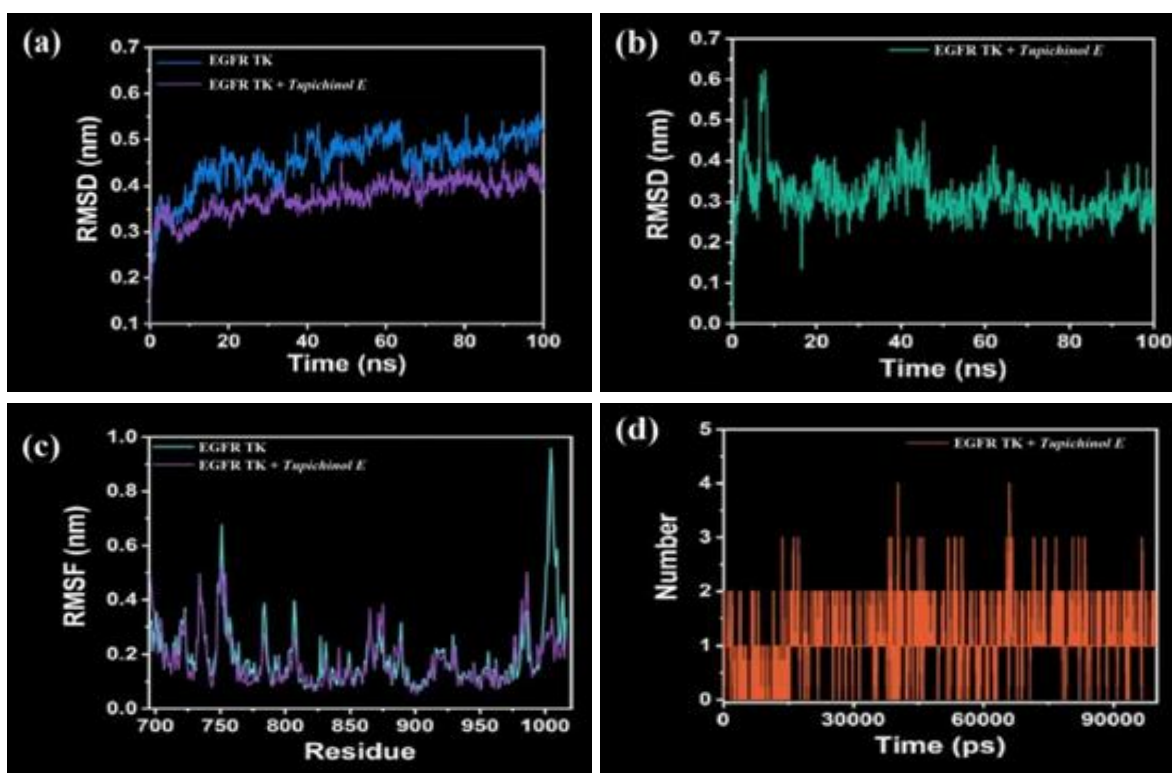 (a)
0.7
EGFR TK
EGFR TK + Tupichinol E
0.6
0.5
0.4
0.3
0.2
0.1
RMSD (nm)
0 20 40 60 80 100
Time (ns)
(b)
0.7
EGFR TK + Tupichinol E
0.6
0.5
0.4
0.3
0.2
0.1
0.0
RMSD (nm)
0 20 40 60 80 100
Time (ns)
(c)
1.0
EGFR TK
EGFR TK + Tupichinol E
0.8
0.6
0.4
0.2
0.0
RMSF (nm)
700 750 800 850 900 950 1000
Residue
(d)
5
EGFR TK + Tupichinol E
4
3
2
1
0
Number
0 30000 60000 90000
Time (ps)